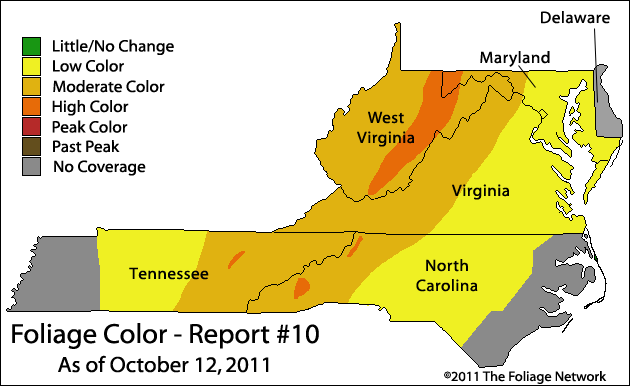 Delaware
Maryland
Little/No Change
Low Color
Moderate Color
High Color
Peak Color
Past Peak
No Coverage
West
Virginia
Virginia
Tennessee
North
Carolina
Foliage Color - Report #10
As of October 12, 2011
©2011 The Foliage Network